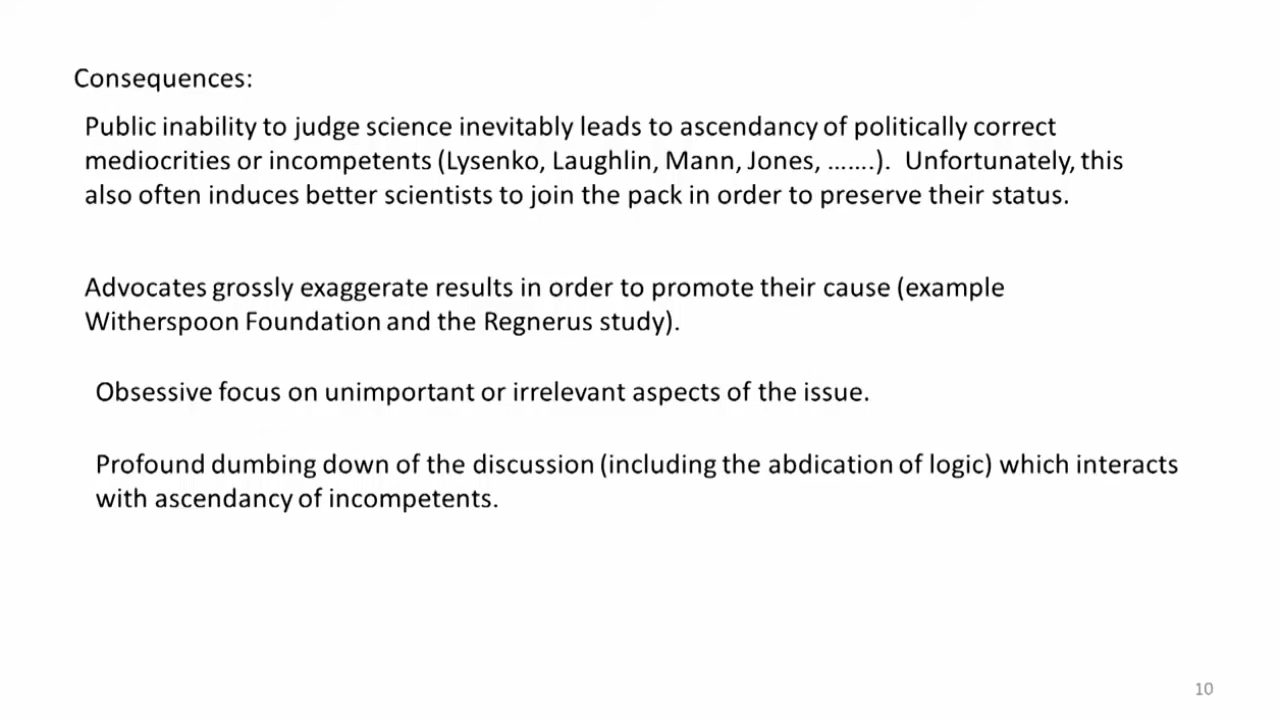 Consequences:
Public inability to judge science inevitably leads to ascendancy of politically correct
mediocrities or incompetents (Lysenko, Laughlin, Mann, Jones, …….).  Unfortunately, this
also often induces better scientists to join the pack in order to preserve their status.
Advocates grossly exaggerate results in order to promote their cause (example
Witherspoon Foundation and the Regnerus study).
Obsessive focus on unimportant or irrelevant aspects of the issue.
Profound dumbing down of the discussion (including the abdication of logic) which interacts
with ascendancy of incompetents.
10